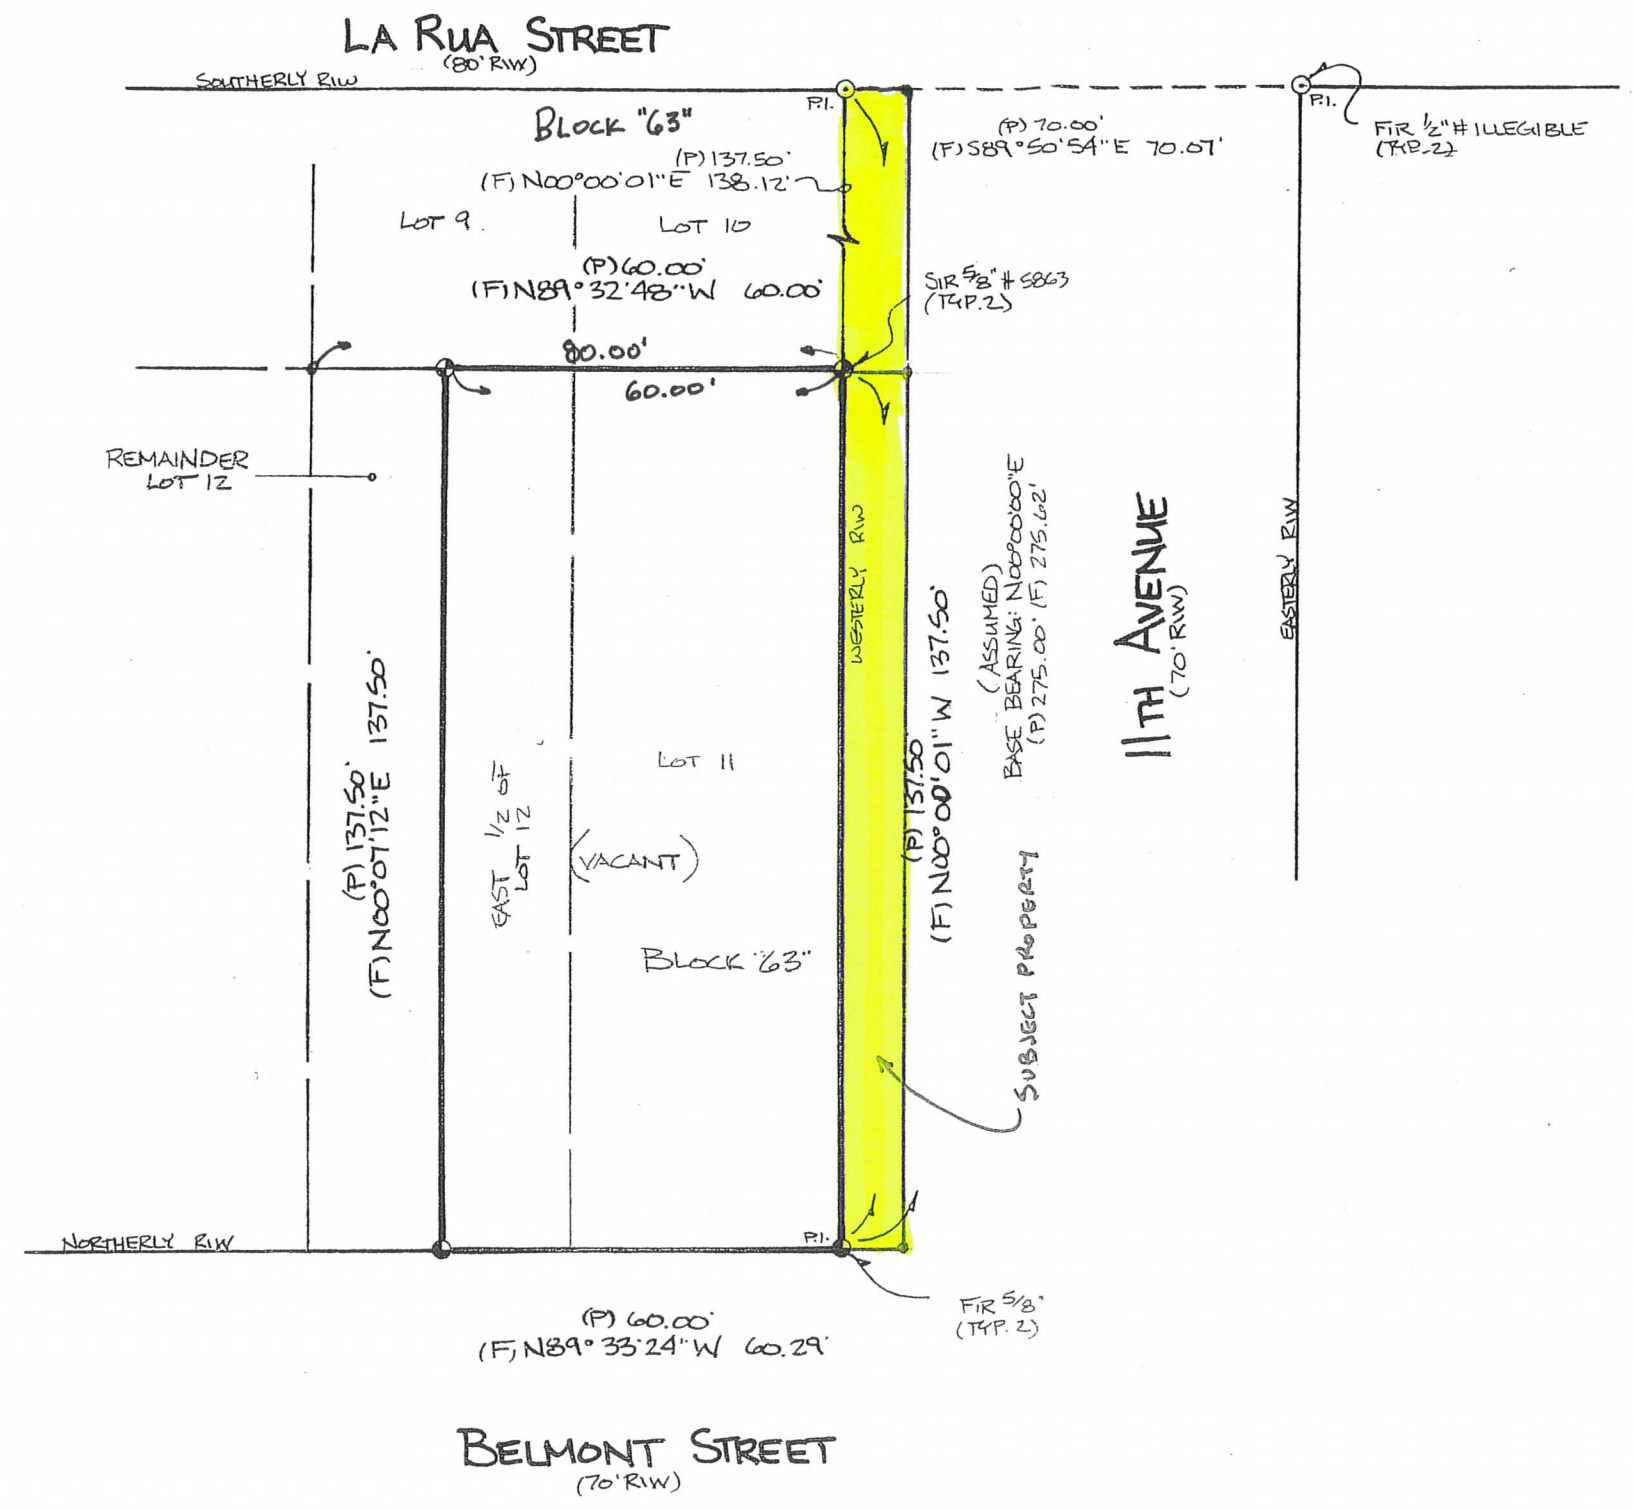 LA RUA STREET
(80' R\W)
SOUTHERLY R\W
P.I.
P.I.
BLOCK "63"
(P) 70.00'
(F) S89°50'54"E 70.07'
FIR 1/2" # ILLEGIBLE
(TYP. 2)
(P) 137.50'
(F) N00°00'01"E 138.12'
LOT 9
LOT 10
(P) 60.00'
(F) N89°32'48"W 60.00'
SIR 5/8" # 5863
(TYP. 2)
80.00'
60.00'
REMAINDER
LOT 12
WESTERLY R\W
(ASSUMED)
BASE BEARING: N00°00'00"E
(P) 275.00' (F) 275.62'
11TH AVENUE
(70' R\W)
EASTERLY R\W
(P) 137.50'
(F) N00°07'12"E 137.50'
(P) 137.50'
(F) N00°00'01"W 137.50'
LOT 11
EAST 1/2 OF
LOT 12
(VACANT)
BLOCK "63"
SUBJECT PROPERTY
NORTHERLY R\W
P.I.
FIR 5/8"
(TYP. 2)
(P) 60.00'
(F) N89°33'24"W 60.29'
BELMONT STREET
(70' R\W)